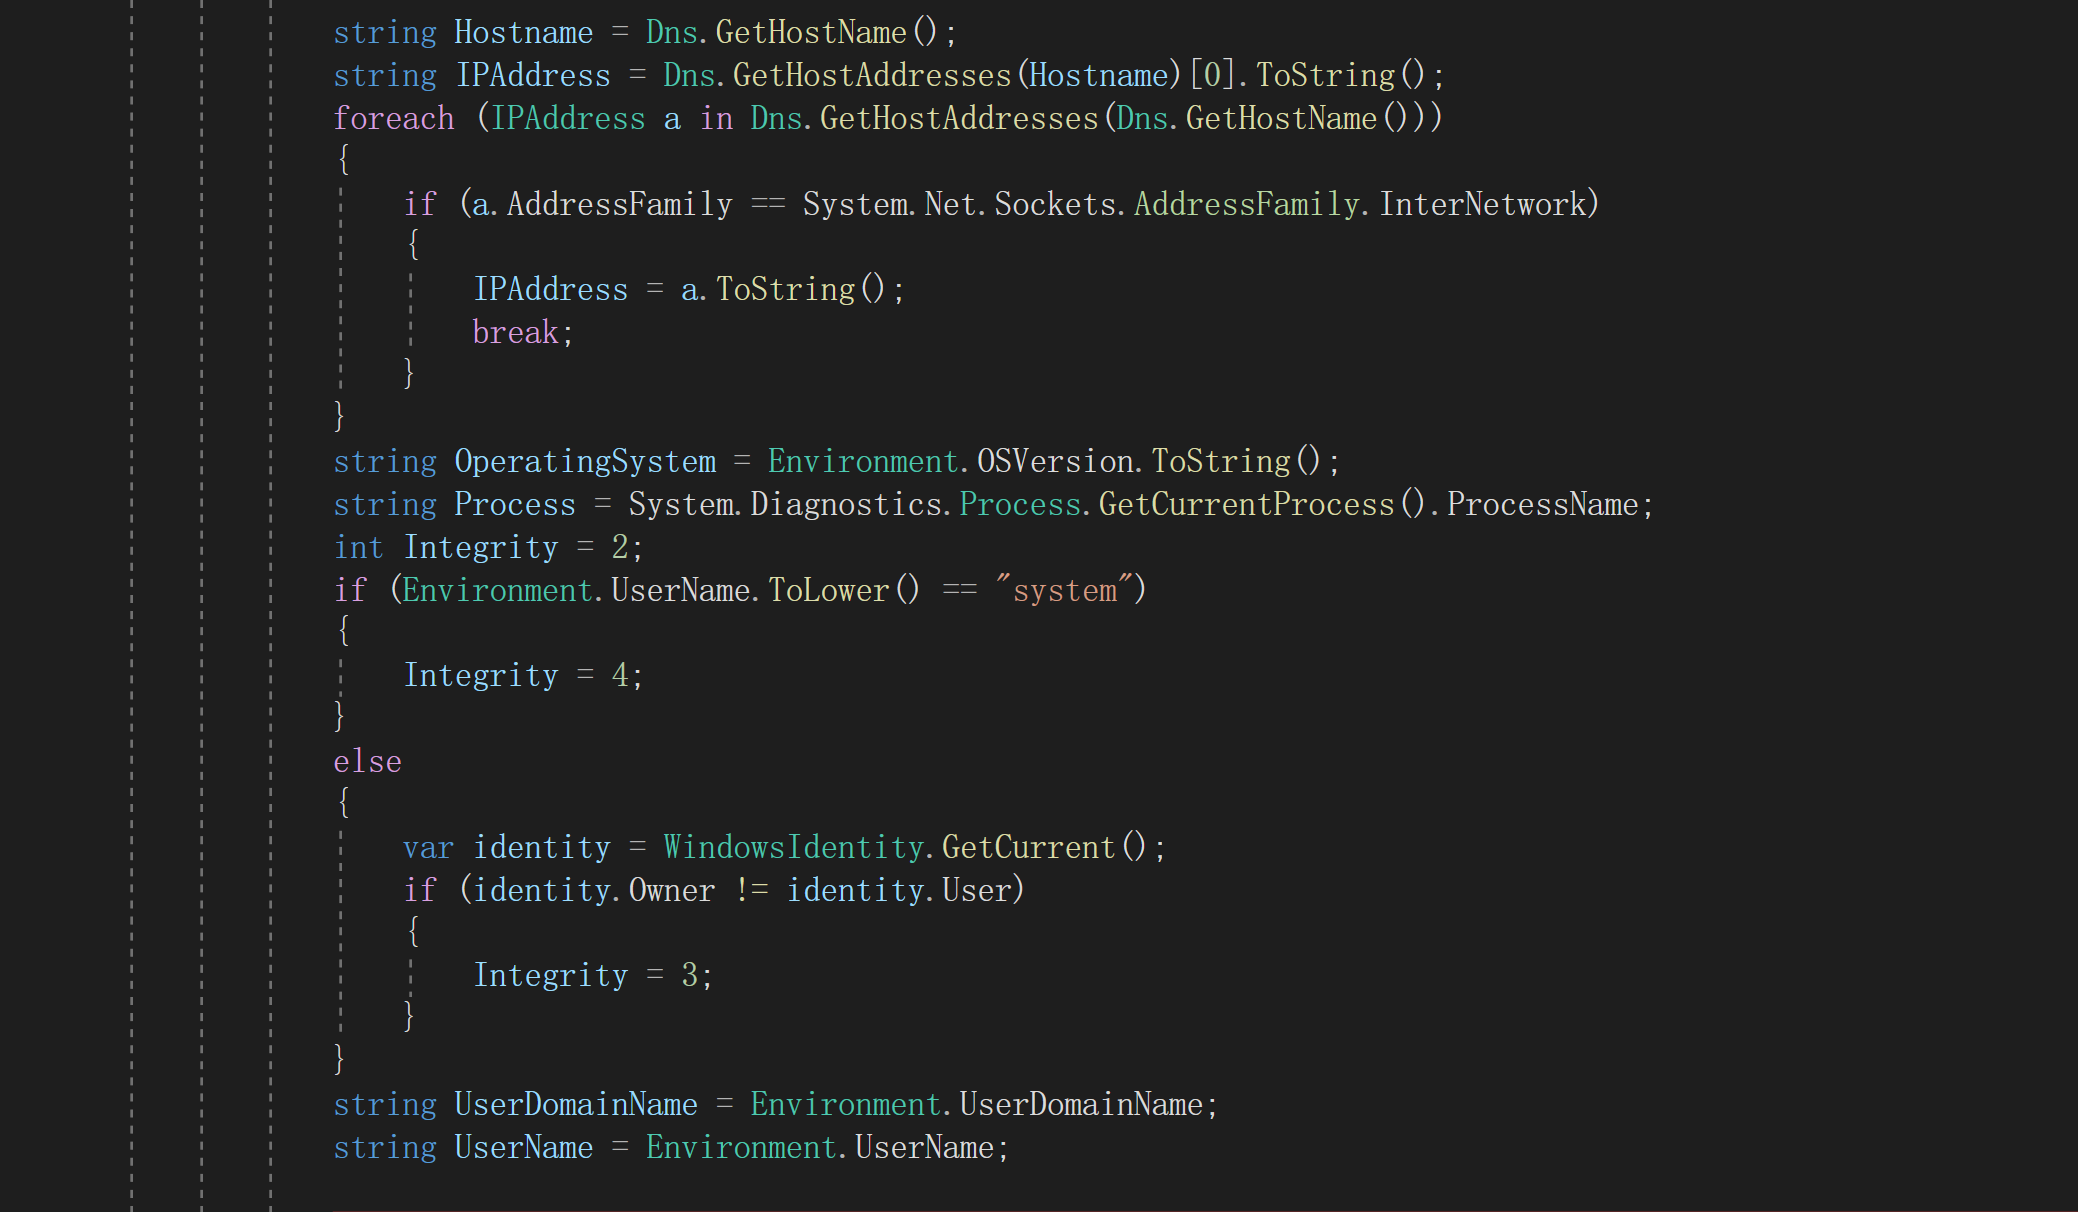 string Hostname = Dns.GetHostName();
string IPAddress = Dns.GetHostAddresses(Hostname)[0].ToString();
foreach (IPAddress a in Dns.GetHostAddresses(Dns.GetHostName()))
{
if (a.AddressFamily == System.Net.Sockets.AddressFamily.InterNetwork)
{
IPAddress = a.ToString();
break;
}
}
string OperatingSystem = Environment.OSVersion.ToString();
string Process = System.Diagnostics.Process.GetCurrentProcess().ProcessName;
int Integrity = 2;
if (Environment.UserName.ToLower() == "system")
{
Integrity = 4;
}
else
{
var identity = WindowsIdentity.GetCurrent();
if (identity.Owner != identity.User)
{
Integrity = 3;
}
}
string UserDomainName = Environment.UserDomainName;
string UserName = Environment.UserName;